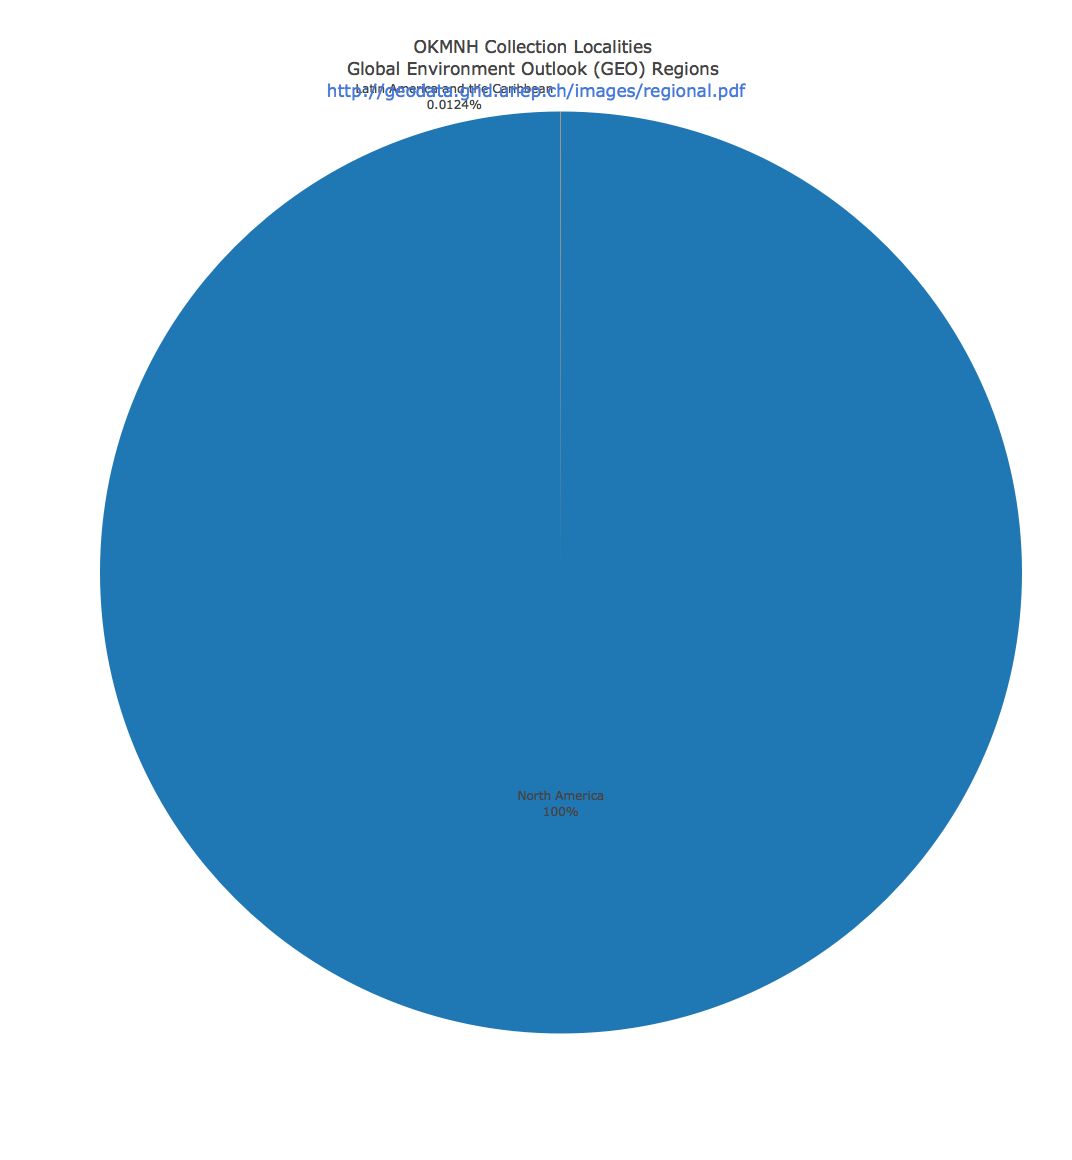 OKMNH Collection Localities
Global Environment Outlook (GEO) Regions
http://geodata.grid.unep.ch/images/regional.pdf
Latin America and the Caribbean
0.0124%
North America
100%